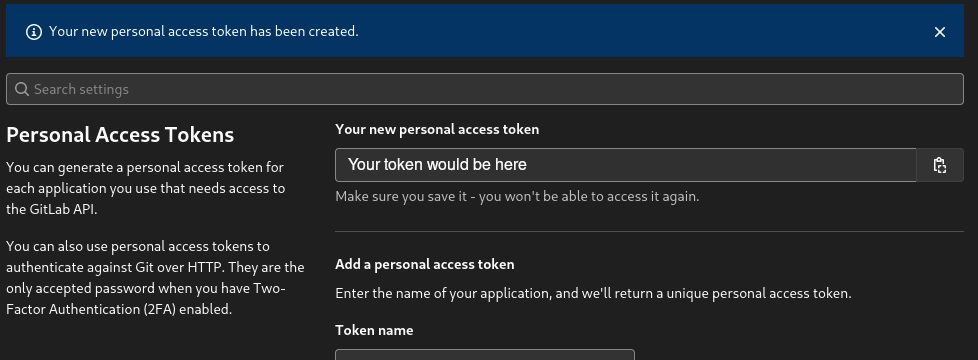 Your new personal access token has been created.
Search settings
Personal Access Tokens
You can generate a personal access token for
each application you use that needs access to
the GitLab API.
You can also use personal access tokens to
authenticate against Git over HTTP. They are the
only accepted password when you have Two-
Factor Authentication (2FA) enabled.
Your new personal access token
Your token would be here
Make sure you save it - you won't be able to access it again.
Add a personal access token
Enter the name of your application, and we'll return a unique personal access token.
Token name